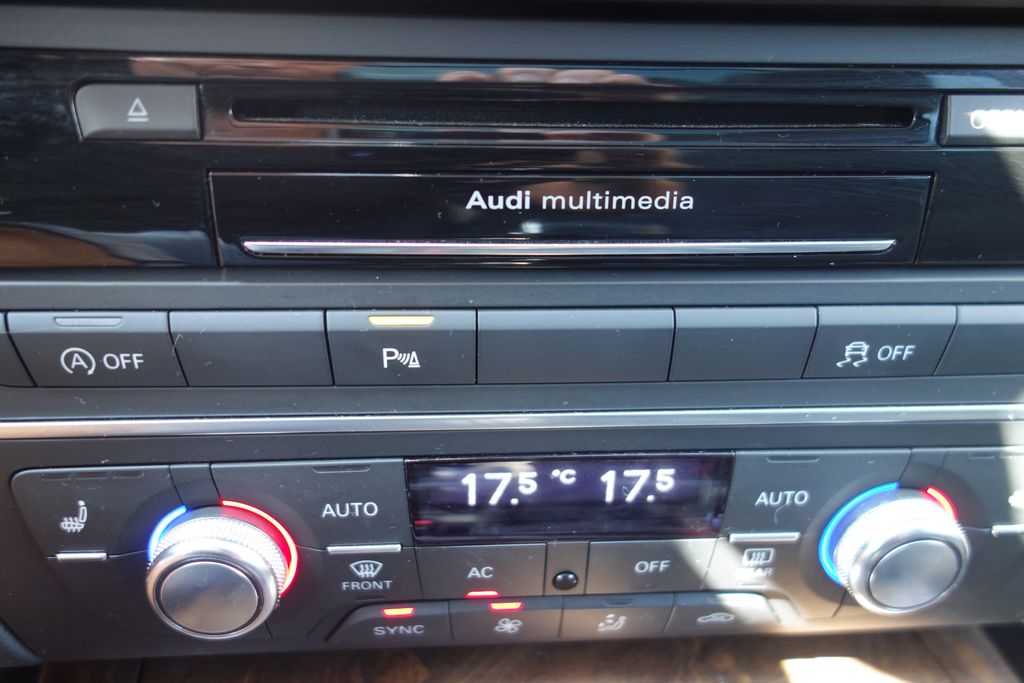 Audi multimedia
A OFF
P
OFF
AUTO
17.5 °C 17.5
AUTO
FRONT
AC
OFF
REAR
SYNC